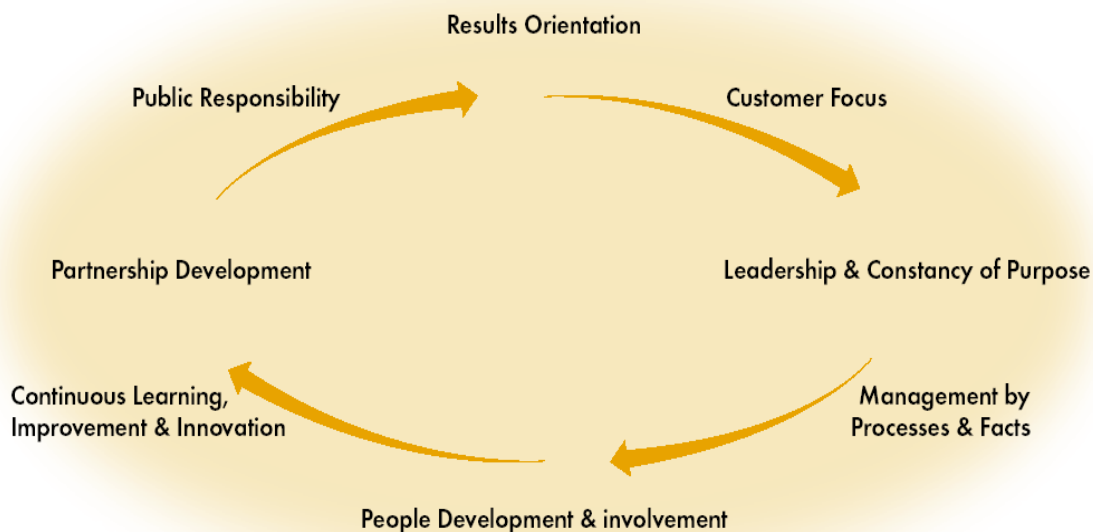 Results Orientation
Public Responsibility
Customer Focus
Partnership Development
Leadership & Constancy of Purpose
Continuous Learning,
Improvement & Innovation
Management by
Processes & Facts
People Development & involvement